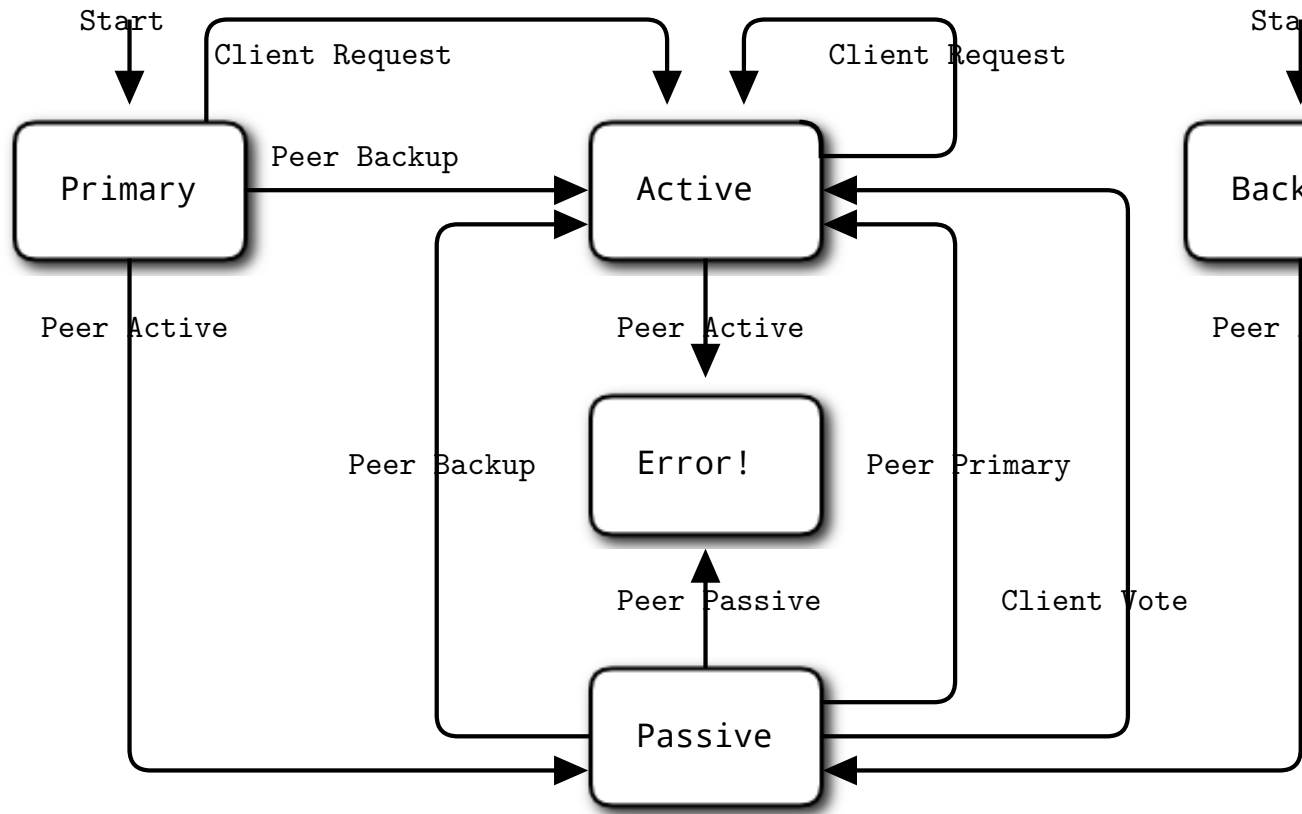 Start
Client Request
Client Request
Peer Backup
Primary
Active
Peer Active
Peer Active
Peer
Peer Backup
Error!
Peer Primary
Peer Passive
Client Vote
Passive